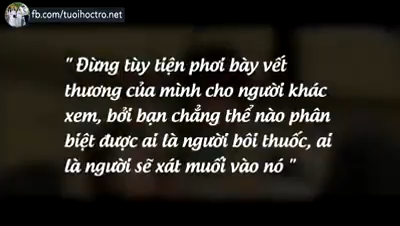 fb.com/tuoihoctro.net
" Đừng tùy tiện phơi bày vết
thương của mình cho người khác
xem, bởi bạn chẳng thể nào phân
biệt được ai là người bôi thuốc, ai
là người sẽ xát muối vào nó "